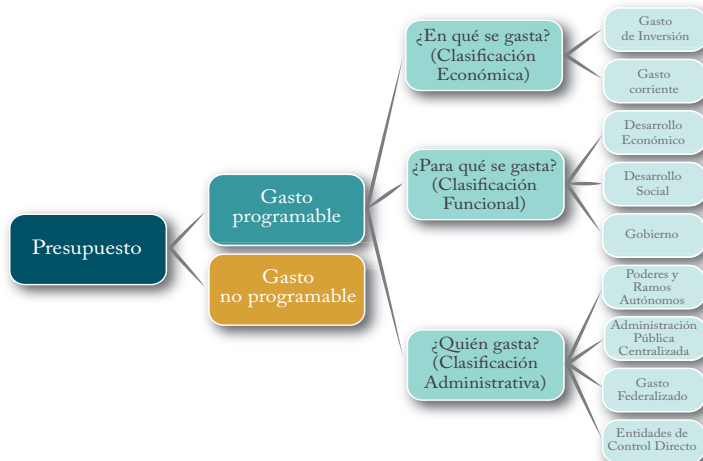 Presupuesto
Gasto
programable
Gasto
no programable
¿En qué se gasta?
(Clasificación
Económica)
Gasto
de Inversión
Gasto
corriente
¿Para qué se gasta?
(Clasificación
Funcional)
Desarrollo
Económico
Desarrollo
Social
Gobierno
¿Quién gasta?
(Clasificación
Administrativa)
Poderes y
Ramos
Autónomos
Administración
Pública
Centralizada
Gasto
Federalizado
Entidades de
Control Directo